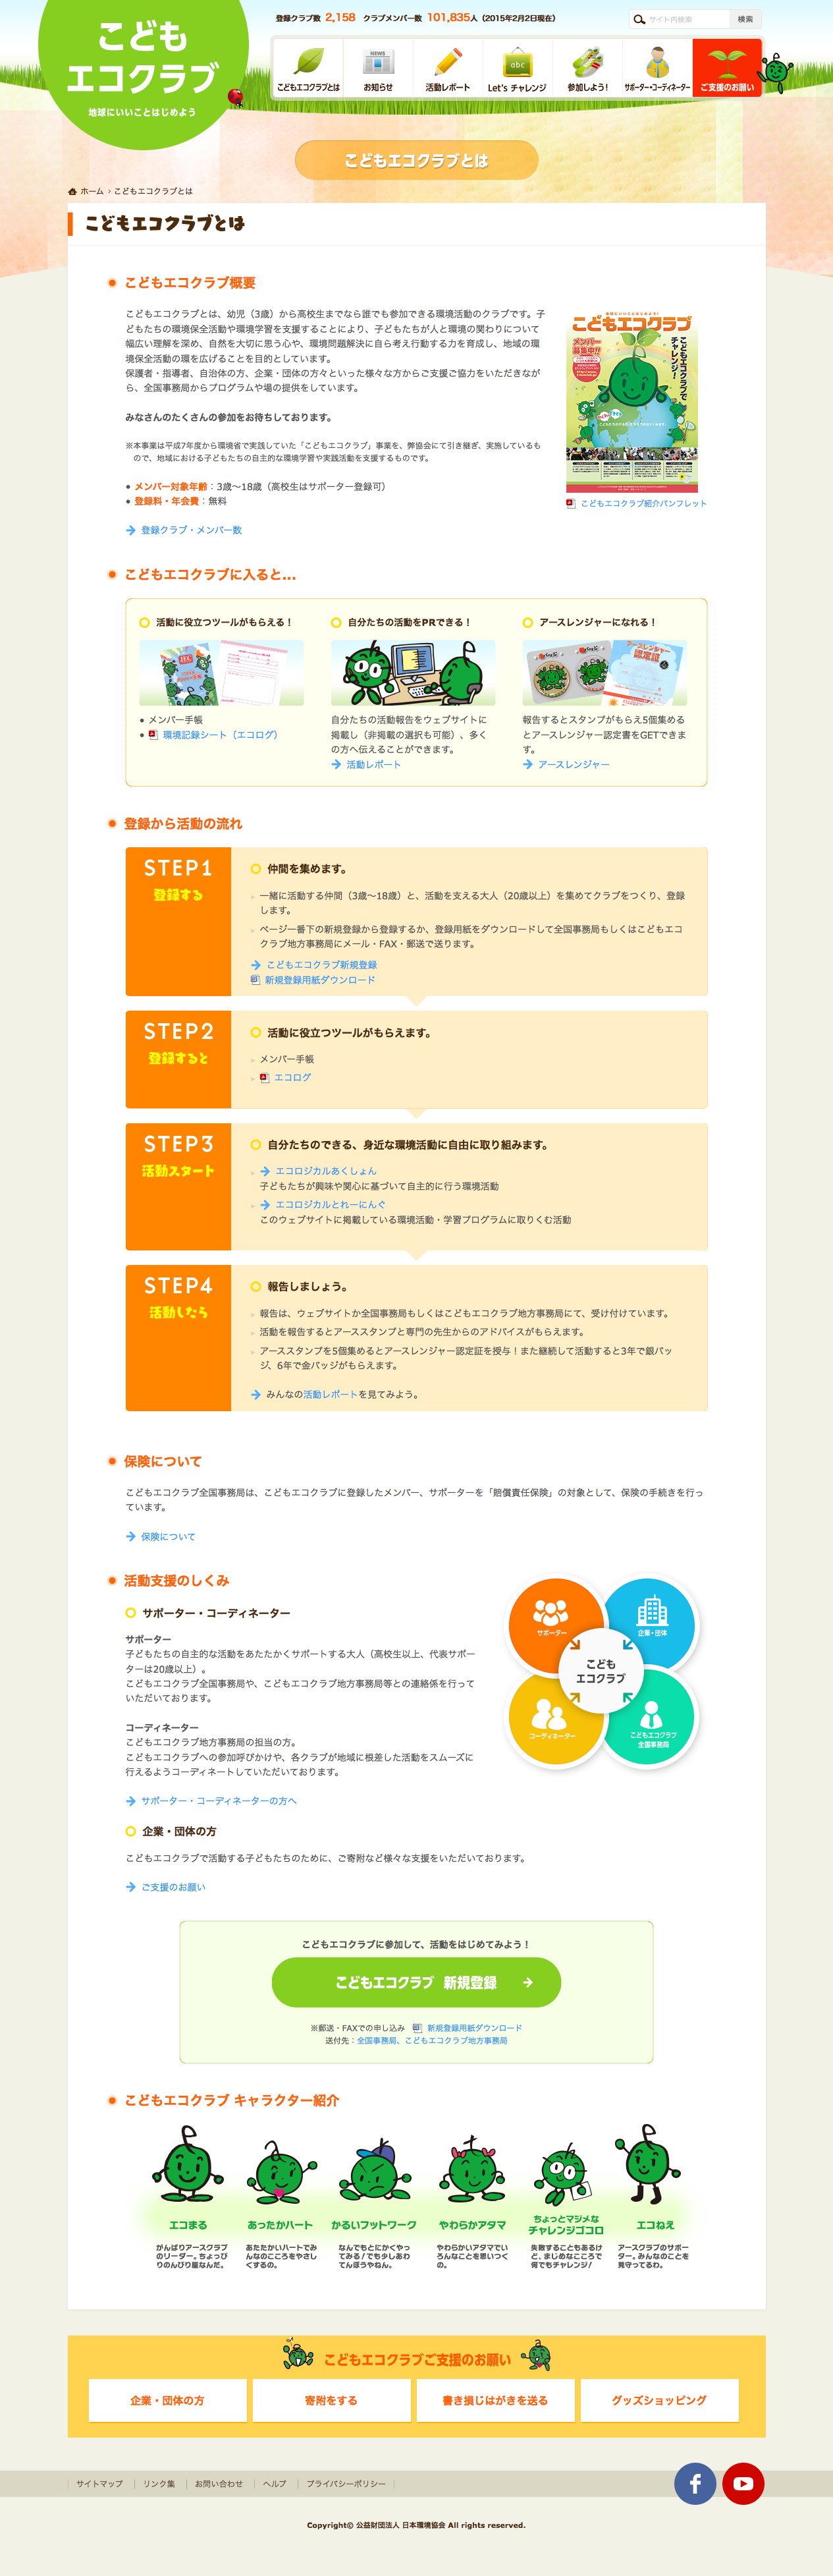 こども
エコクラブ
地球にいいことはじめよう
登録クラブ数 2,158 クラブメンバー数 101,835人（2015年2月2日現在）
サイト内検索 検索
NEWS
abc
こどもエコクラブとは お知らせ 活動レポート Let's チャレンジ 参加しよう! サポーター・コーディネーター ご支援のお願い
こどもエコクラブとは
ホーム > こどもエコクラブとは
こどもエコクラブとは
こどもエコクラブ概要
こどもエコクラブとは、幼児（3歳）から高校生までなら誰でも参加できる環境活動のクラブです。子
どもたちの環境保全活動や環境学習を支援することにより、子どもたちが人と環境の関わりについて
幅広い理解を深め、自然を大切に思う心や、環境問題解決に自ら考え行動する力を育成し、地域の環
境保全活動の環を広げることを目的としています。
保護者・指導者、自治体の方、企業・団体の方々といった様々な方からご支援ご協力をいただきなが
ら、全国事務局からプログラムや場の提供をしています。
みなさんのたくさんの参加をお待ちしております。
※本事業は平成7年度から環境省で実践していた「こどもエコクラブ」事業を、弊協会にて引き継ぎ、実施しているも
ので、地域における子どもたちの自主的な環境学習や実践活動を支援するものです。
● メンバー対象年齢：3歳〜18歳（高校生はサポーター登録可）
● 登録料・年会費：無料
登録クラブ・メンバー数
こどもエコクラブ
メンバー
募集中!!
こどもエコクラブで
チャレンジ！
こどもエコクラブ紹介パンフレット
こどもエコクラブに入ると...
活動に役立つツールがもらえる！
● メンバー手帳
● 環境記録シート（エコログ）
自分たちの活動をPRできる！
自分たちの活動報告をウェブサイトに
掲載し（非掲載の選択も可能）、多く
の方へ伝えることができます。
活動レポート
アースレンジャーになれる！
アースレンジャー
認定証
報告するとスタンプがもらえ5個集める
とアースレンジャー認定書をGETできま
す。
アースレンジャー
登録から活動の流れ
STEP1
登録する
仲間を集めます。
一緒に活動する仲間（3歳〜18歳）と、活動を支える大人（20歳以上）を集めてクラブをつくり、登録
します。
ページ一番下の新規登録から登録するか、登録用紙をダウンロードして全国事務局もしくはこどもエコ
クラブ地方事務局にメール・FAX・郵送で送ります。
こどもエコクラブ新規登録
新規登録用紙ダウンロード
STEP2
登録すると
活動に役立つツールがもらえます。
メンバー手帳
エコログ
STEP3
活動スタート
自分たちのできる、身近な環境活動に自由に取り組みます。
エコロジカルあくしょん
子どもたちが興味や関心に基づいて自主的に行う環境活動
エコロジカルとれーにんぐ
このウェブサイトに掲載している環境活動・学習プログラムに取りくむ活動
STEP4
活動したら
報告しましょう。
報告は、ウェブサイトか全国事務局もしくはこどもエコクラブ地方事務局にて、受け付けています。
活動を報告するとアーススタンプと専門の先生からのアドバイスがもらえます。
アーススタンプを5個集めるとアースレンジャー認定証を授与！また継続して活動すると3年で銀バッ
ジ、6年で金バッジがもらえます。
みんなの活動レポートを見てみよう。
保険について
こどもエコクラブ全国事務局は、こどもエコクラブに登録したメンバー、サポーターを「賠償責任保険」の対象として、保険の手続きを行っ
ています。
保険について
活動支援のしくみ
サポーター・コーディネーター
サポーター
子どもたちの自主的な活動をあたたかくサポートする大人（高校生以上、代表サポー
ターは20歳以上）。
こどもエコクラブ全国事務局や、こどもエコクラブ地方事務局等との連絡係を行って
いただいております。
コーディネーター
こどもエコクラブ地方事務局の担当の方。
こどもエコクラブへの参加呼びかけや、各クラブが地域に根差した活動をスムーズに
行えるようコーディネートしていただいております。
サポーター・コーディネーターの方へ
サポーター
企業・団体
こども
エコクラブ
コーディネーター
こどもエコクラブ
全国事務局
企業・団体の方
こどもエコクラブで活動する子どもたちのために、ご寄附など様々な支援をいただいております。
ご支援のお願い
こどもエコクラブに参加して、活動をはじめてみよう！
こどもエコクラブ 新規登録
※郵送・FAXでの申し込み 新規登録用紙ダウンロード
送付先：全国事務局、こどもエコクラブ地方事務局
こどもエコクラブ キャラクター紹介
エコまる
がんばりアースクラブ
のリーダー。ちょっぴ
りのんびり屋なんだ。
あったかハート
あたたかいハートでみ
んなのこころをやさし
くするの。
かるいフットワーク
なんでもとにかくやっ
てみる！でも少しあわ
てんぼうやねん。
やわらかアタマ
やわらかいアタマでい
ろんなことを思いつく
の。
ちょっとマジメな
チャレンジゴコロ
失敗することもあるけ
ど、まじめなこころで
何でもチャレンジ！
エコねえ
アースクラブのサポー
ター。みんなのことを
見守ってるわ。
こどもエコクラブご支援のお願い
企業・団体の方 寄附をする 書き損じはがきを送る グッズショッピング
サイトマップ リンク集 お問い合わせ ヘルプ プライバシーポリシー
f
Copyright© 公益財団法人 日本環境協会 All rights reserved.